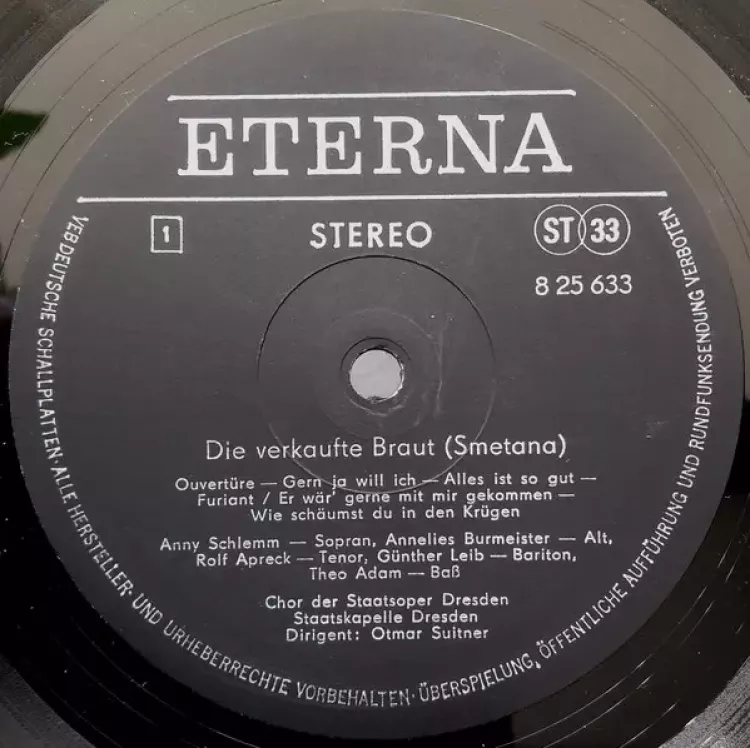 ETERNA
1
STEREO
ST 33
8 25 633
Die verkaufte Braut (Smetana)
Ouvertüre — Gern ja will ich — Alles ist so gut —
Furiant / Er wär' gerne mit mir gekommen —
Wie schäumst du in den Krügen
Anny Schlemm — Sopran, Annelies Burmeister — Alt,
Rolf Apreck — Tenor, Günther Leib — Bariton,
Theo Adam — Baß
Chor der Staatsoper Dresden
Staatskapelle Dresden
Dirigent: Otmar Suitner
VEB DEUTSCHE SCHALLPLATTEN · ALLE HERSTELLER- UND URHEBERRECHTE VORBEHALTEN · ÜBERSPIELUNG, ÖFFENTLICHE AUFFÜHRUNG UND RUNDFUNKSENDUNG VERBOTEN